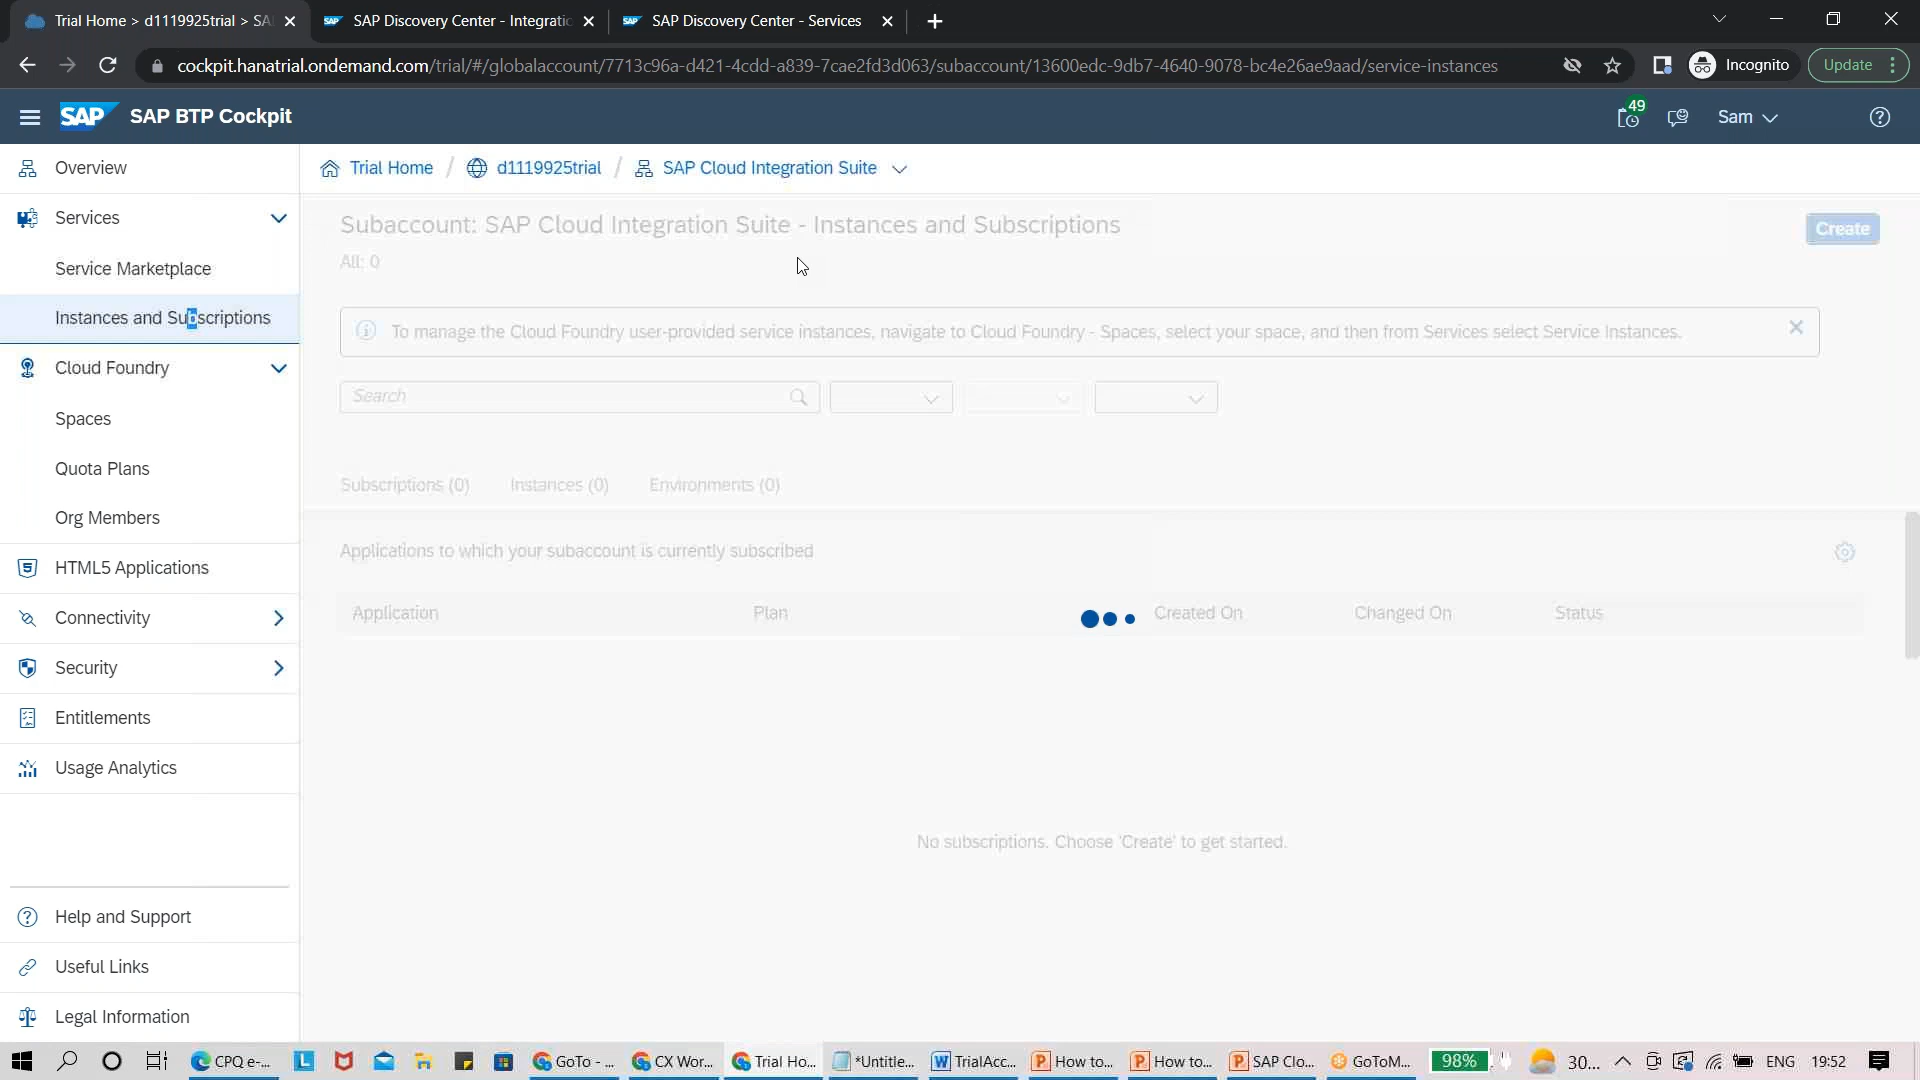 Trial Home > d1119925trial > SA
SAP Discovery Center - Integratio
SAP Discovery Center - Services
cockpit.hanatrial.ondemand.com/trial/#/globalaccount/7713c96a-d421-4cdd-a839-7cae2fd3d063/subaccount/13600edc-9db7-4640-9078-bc4e26ae9aad/service-instances
Incognito
Update
SAP SAP BTP Cockpit
49
Sam
Overview
Services
Service Marketplace
Instances and Subscriptions
Cloud Foundry
Spaces
Quota Plans
Org Members
HTML5 Applications
Connectivity
Security
Entitlements
Usage Analytics
Help and Support
Useful Links
Legal Information
Trial Home / d1119925trial / SAP Cloud Integration Suite
Subaccount: SAP Cloud Integration Suite - Instances and Subscriptions
Create
All: 0
To manage the Cloud Foundry user-provided service instances, navigate to Cloud Foundry - Spaces, select your space, and then from Services select Service Instances.
Search
Subscriptions (0) Instances (0) Environments (0)
Applications to which your subaccount is currently subscribed
Application Plan Created On Changed On Status
No subscriptions. Choose 'Create' to get started.
CPQ e-... GoTo - ... CX Wor... Trial Ho... *Untitle... TrialAcc... How to... How to... SAP Clo... GoToM... 98% 30... ENG 19:52